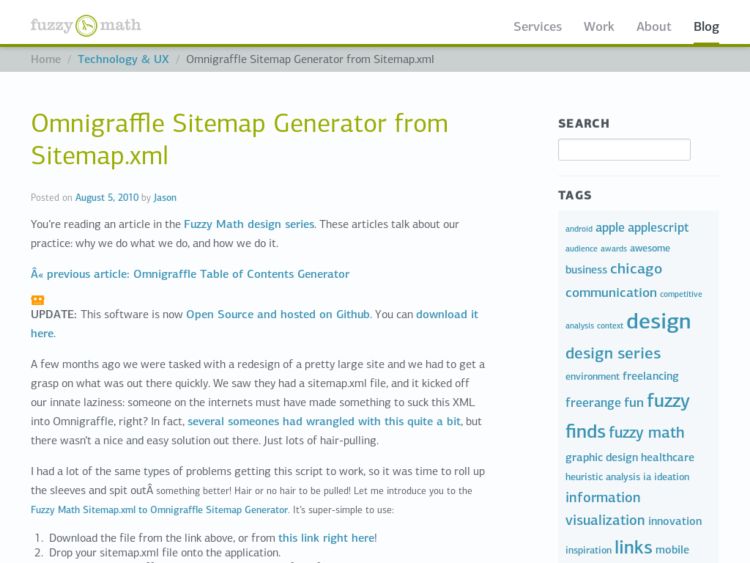 fuzzy math
Services Work About Blog
Home / Technology & UX / Omnigraffle Sitemap Generator from Sitemap.xml
Omnigraffle Sitemap Generator from
Sitemap.xml
Posted on August 5, 2010 by Jason
You're reading an article in the Fuzzy Math design series. These articles talk about our
practice: why we do what we do, and how we do it.
Â« previous article: Omnigraffle Table of Contents Generator
UPDATE: This software is now Open Source and hosted on Github. You can download it
here.
A few months ago we were tasked with a redesign of a pretty large site and we had to get a
grasp on what was out there quickly. We saw they had a sitemap.xml file, and it kicked off
our innate laziness: someone on the internets must have made something to suck this XML
into Omnigraffle, right? In fact, several someones had wrangled with this quite a bit, but
there wasn't a nice and easy solution out there. Just lots of hair-pulling.
I had a lot of the same types of problems getting this script to work, so it was time to roll up
the sleeves and spit outÂ something better! Hair or no hair to be pulled! Let me introduce you to the
Fuzzy Math Sitemap.xml to Omnigraffle Sitemap Generator. It's super-simple to use:
1. Download the file from the link above, or from this link right here!
2. Drop your sitemap.xml file onto the application.
SEARCH
TAGS
android apple applescript
audience awards awesome
business chicago
communication competitive
analysis context design
design series
environment freelancing
freerange fun fuzzy
finds fuzzy math
graphic design healthcare
heuristic analysis ia ideation
information
visualization innovation
inspiration links mobile